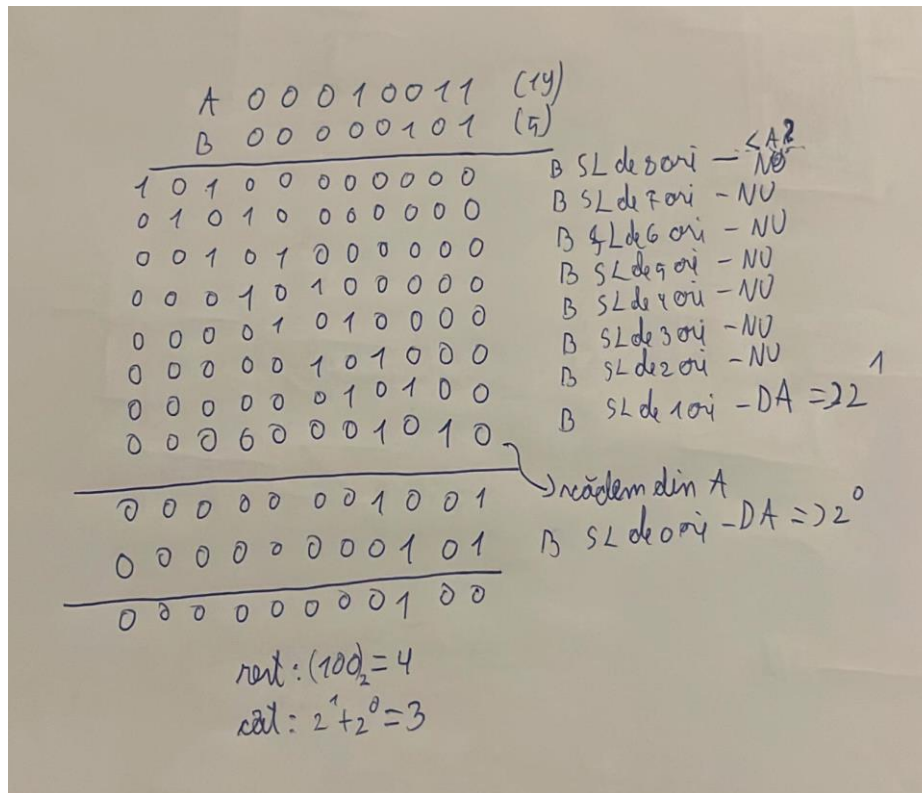 A 0 0 0 1 0 0 1 1 (19)
B 0 0 0 0 0 1 0 1 (5)
<A?
1 0 1 0 0 0 0 0 0 0 0 B SL de 8 ori - NU
0 1 0 1 0 0 0 0 0 0 0 B SL de 7 ori - NU
0 0 1 0 1 0 0 0 0 0 0 B SL de 6 ori - NU
0 0 0 1 0 1 0 0 0 0 0 B SL de 5 ori - NU
0 0 0 0 1 0 1 0 0 0 0 B SL de 4 ori - NU
0 0 0 0 0 1 0 1 0 0 0 B SL de 3 ori - NU
0 0 0 0 0 0 1 0 1 0 0 B SL de 2 ori - NU
0 0 0 0 0 0 0 1 0 1 0 B SL de 1 ori - DA => 2¹
scădem din A
0 0 0 0 0 0 0 1 0 0 1
0 0 0 0 0 0 0 0 1 0 1 B SL de 0 ori - DA => 2⁰
0 0 0 0 0 0 0 0 1 0 0
rest: (100)₂ = 4
cât: 2¹+2⁰=3